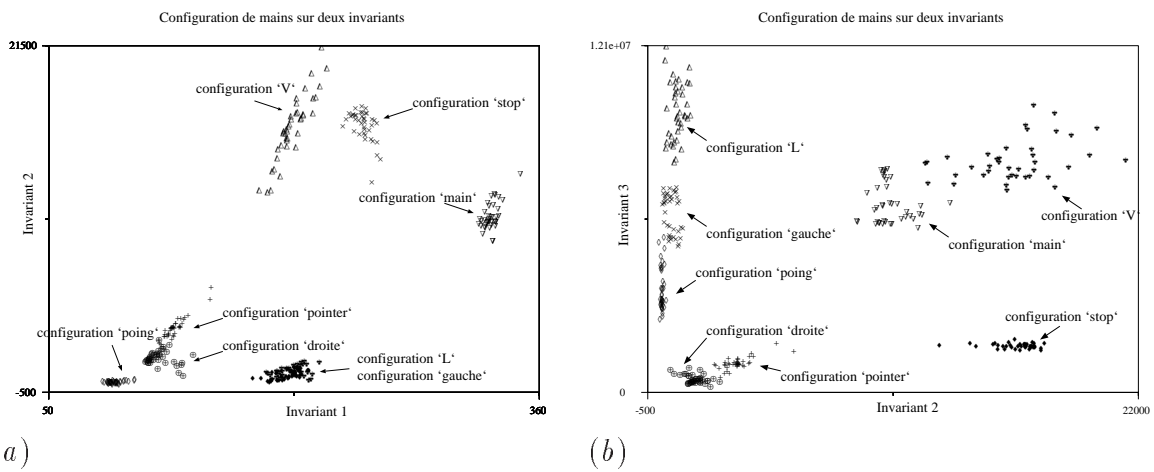 Configuration de mains sur deux invariants
21500
Invariant 2
-500
50
Invariant 1
360
configuration ‘V‘
configuration ‘stop‘
configuration ‘main‘
configuration ‘pointer‘
configuration ‘poing‘
configuration ‘droite‘
configuration ‘L‘
configuration ‘gauche‘
a)
Configuration de mains sur deux invariants
1.21e+07
Invariant 3
0
-500
Invariant 2
22000
configuration ‘L‘
configuration ‘V‘
configuration ‘gauche‘
configuration ‘main‘
configuration ‘poing‘
configuration ‘stop‘
configuration ‘droite‘
configuration ‘pointer‘
(b)